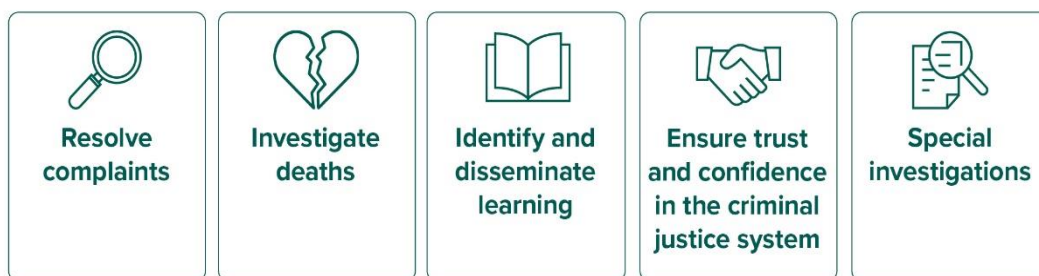 Resolve
complaints
Investigate
deaths
Identify and
disseminate
learning
Ensure trust
and confidence
in the criminal
justice system
Special
investigations